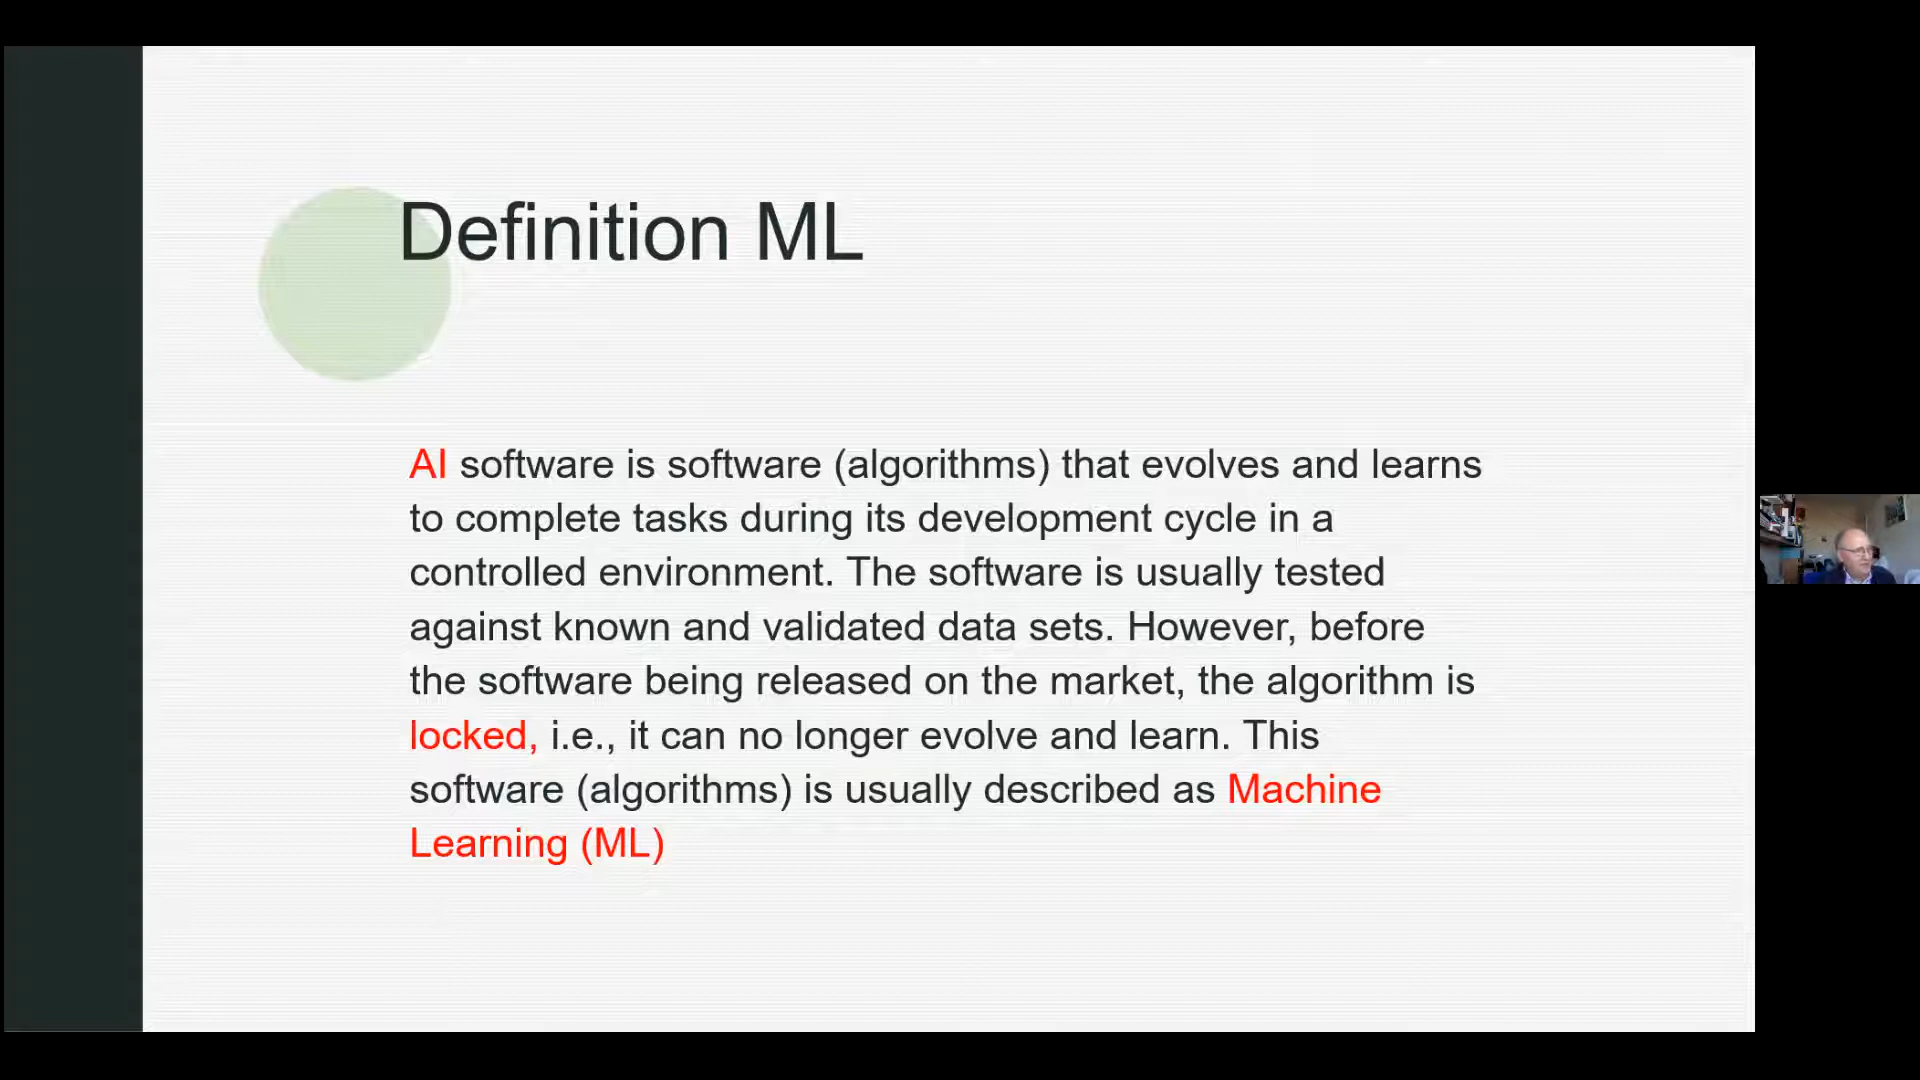 Definition ML
AI software is software (algorithms) that evolves and learns
to complete tasks during its development cycle in a
controlled environment. The software is usually tested
against known and validated data sets. However, before
the software being released on the market, the algorithm is
locked, i.e., it can no longer evolve and learn. This
software (algorithms) is usually described as Machine
Learning (ML)